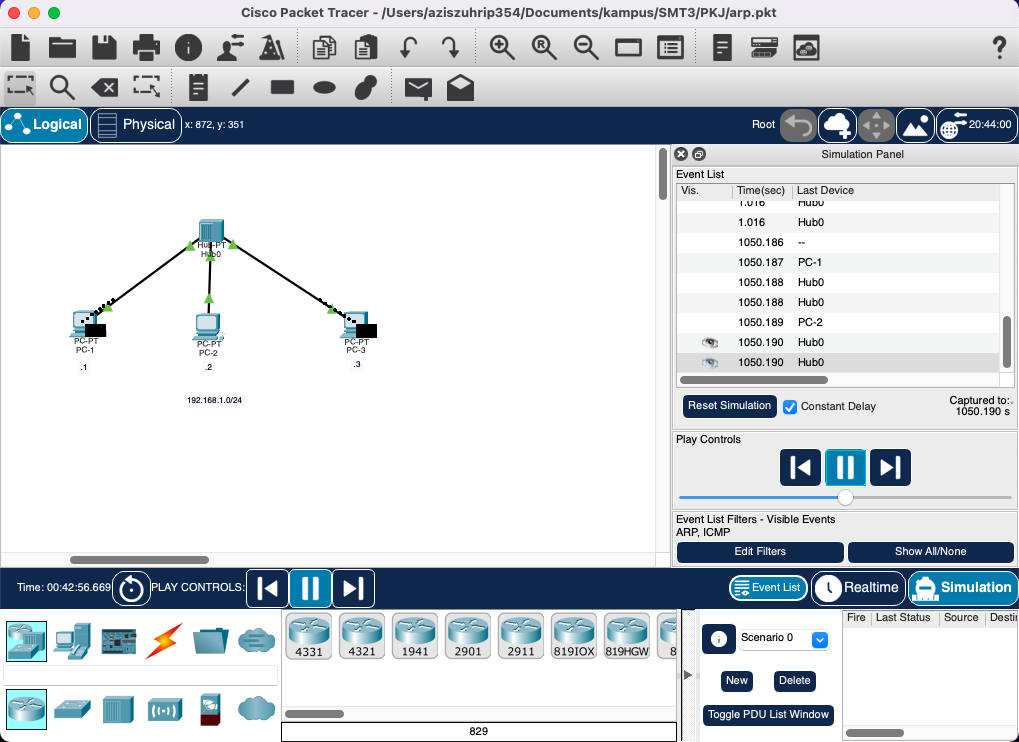 Cisco Packet Tracer - /Users/aziszuhrip354/Documents/kampus/SMT3/PKJ/arp.pkt
Logical
Physical
x: 872, y: 351
Root
20:44:00
Simulation Panel
Event List
Vis. Time(sec) Last Device
1.016 Hub0
1.016 Hub0
1050.186 --
1050.187 PC-1
1050.188 Hub0
1050.188 Hub0
1050.189 PC-2
1050.190 Hub0
1050.190 Hub0
Reset Simulation
Constant Delay
Captured to:
1050.190 s
Play Controls
Event List Filters - Visible Events
ARP, ICMP
Edit Filters
Show All/None
Hub-PT
Hub0
PC-PT
PC-1
.1
PC-PT
PC-2
.2
PC-PT
PC-3
.3
192.168.1.0/24
Time: 00:42:56.669
PLAY CONTROLS:
Event List
Realtime
Simulation
4331
4321
1941
2901
2911
819IOX
819HGW
8
829
Scenario 0
New
Delete
Toggle PDU List Window
Fire Last Status Source Desti